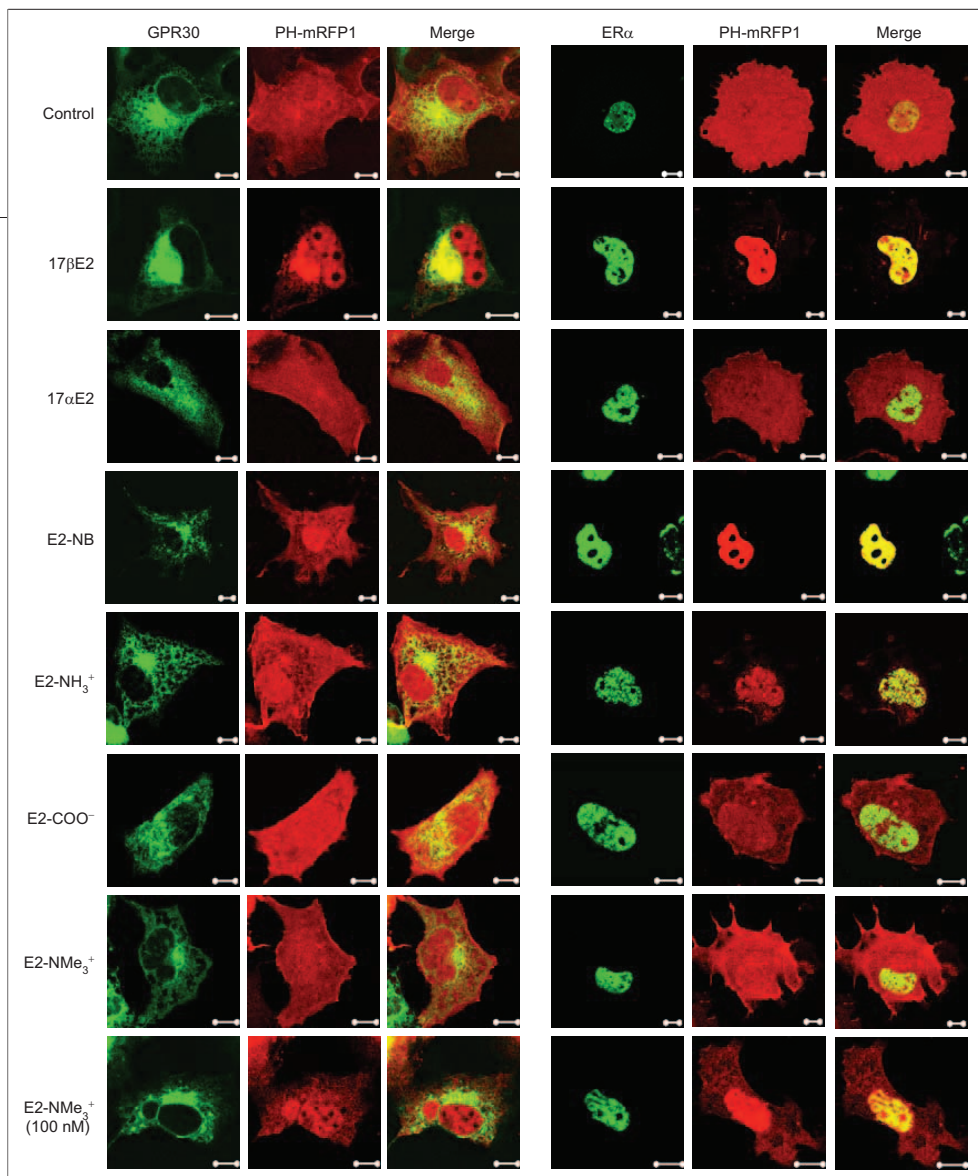 GPR30 PH-mRFP1 Merge ERα PH-mRFP1 Merge
Control
17βE2
17αE2
E2-NB
E2-NH₃⁺
E2-COO⁻
E2-NMe₃⁺
E2-NMe₃⁺
(100 nM)